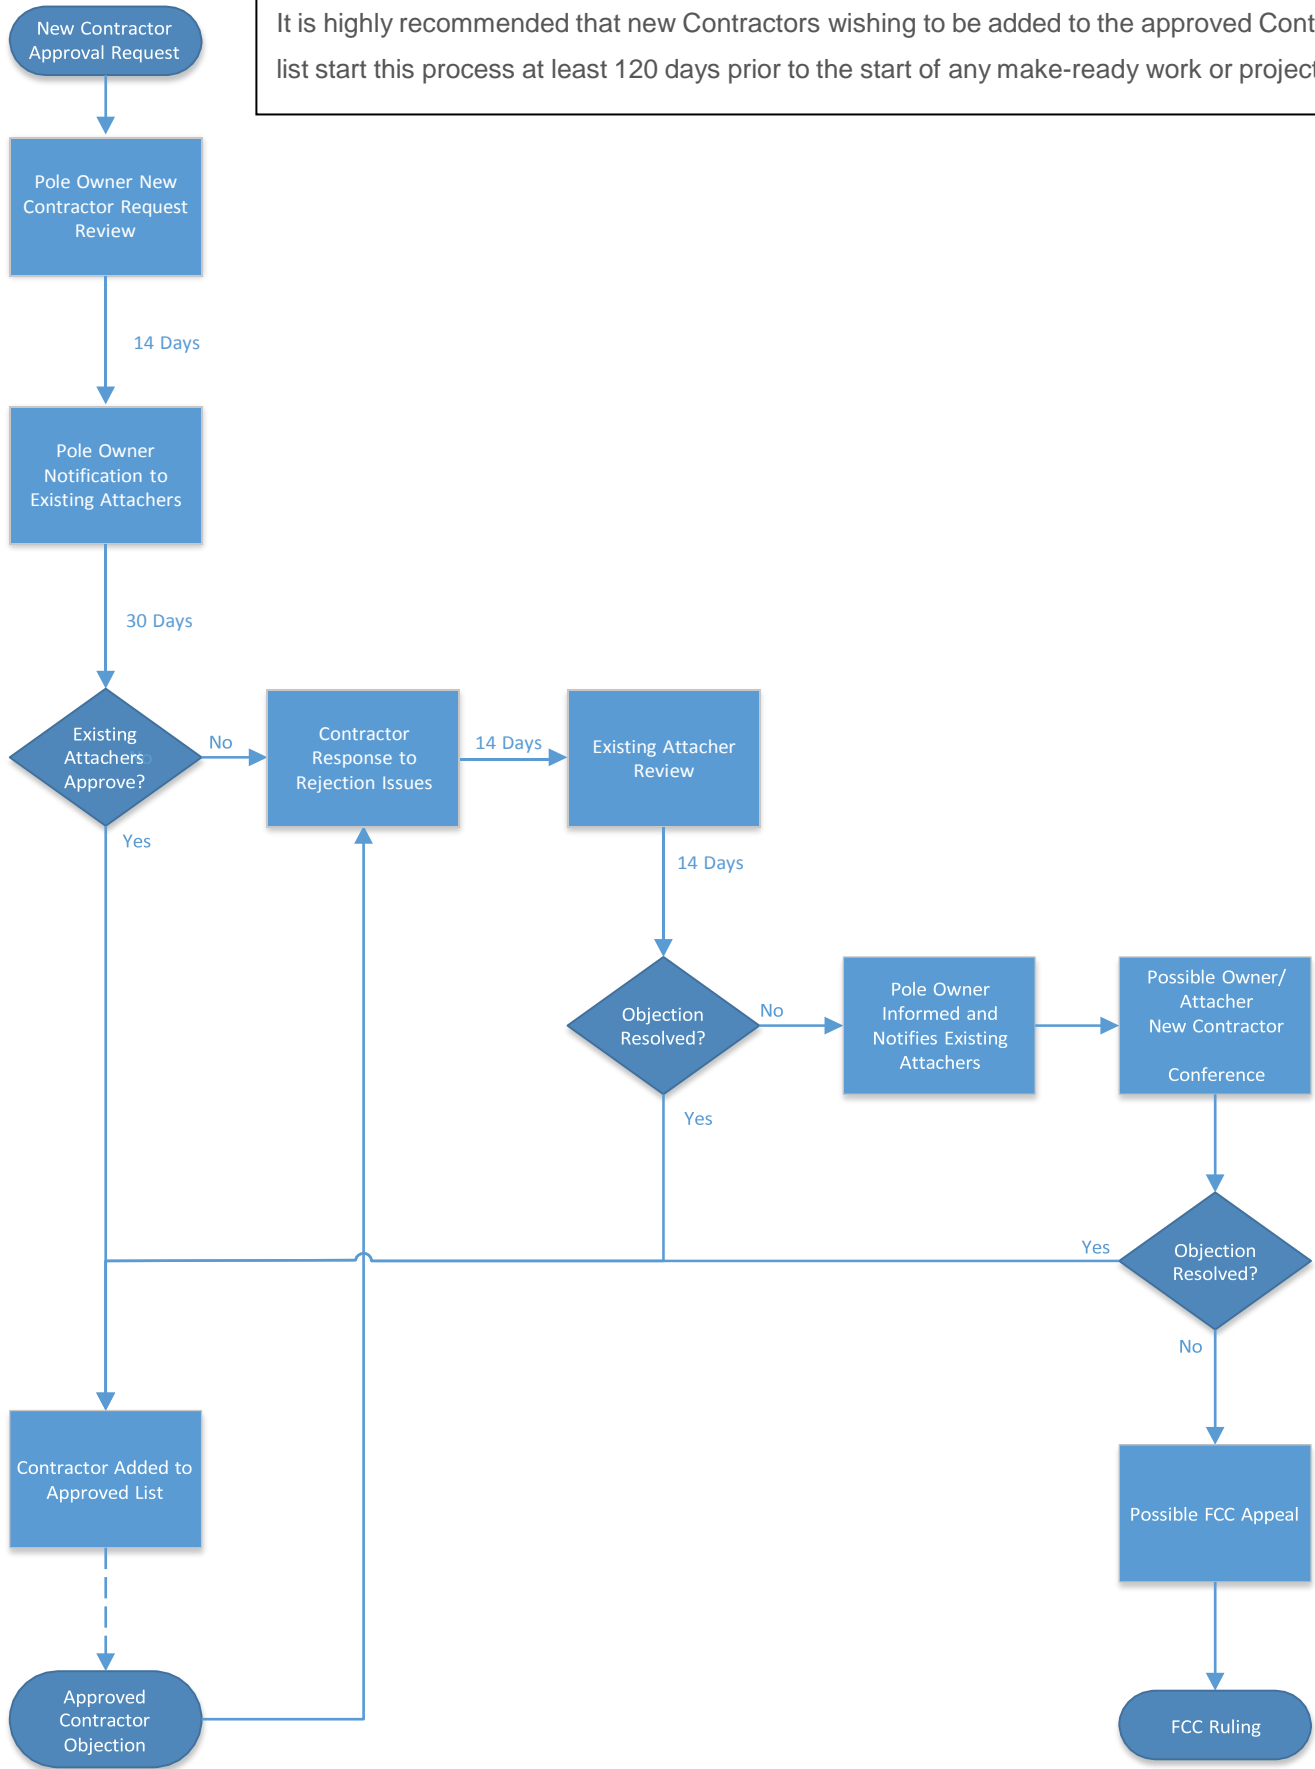 New Contractor
Approval Request
It is highly recommended that new Contractors wishing to be added to the approved Cont
list start this process at least 120 days prior to the start of any make-ready work or project
Pole Owner New
Contractor Request
Review
14 Days
Pole Owner
Notification to
Existing Attachers
30 Days
Existing
Attachers
Approve?
No
No
Yes
Contractor
Response to
Rejection Issues
14 Days
Existing Attacher
Review
14 Days
Objection
Resolved?
No
Yes
Pole Owner
Informed and
Notifies Existing
Attachers
Possible Owner/
Attacher
New Contractor
Conference
Objection
Resolved?
Yes
No
Contractor Added to
Approved List
Possible FCC Appeal
Approved
Contractor
Objection
FCC Ruling